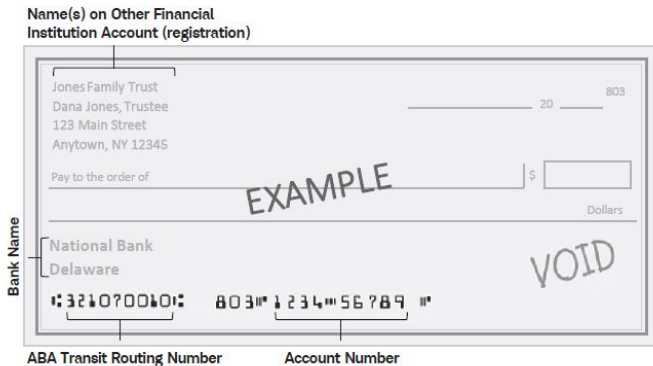 Name(s) on Other Financial
Institution Account (registration)
Jones Family Trust
Dana Jones, Trustee
123 Main Street
Anytown, NY 12345
803
20
Pay to the order of
$
EXAMPLE
Dollars
Bank Name
National Bank
Delaware
VOID
⑆321070010⑆ 803⑈1234⑉56789 ⑈
ABA Transit Routing Number
Account Number